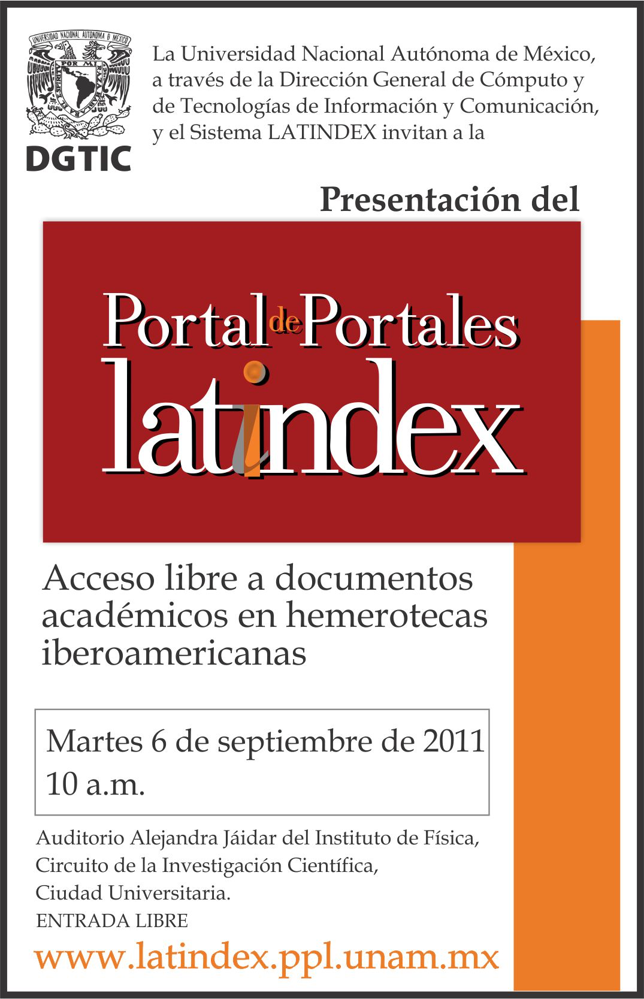 UNIVERSIDAD NACIONAL AUTÓNOMA D MEXICO
POR MI
RAZA HABLARA EL ESPIRITU
DGTIC
La Universidad Nacional Autónoma de México,
a través de la Dirección General de Cómputo y
de Tecnologías de Información y Comunicación,
y el Sistema LATINDEX invitan a la
Presentación del
Portal de Portales
latindex
Acceso libre a documentos
académicos en hemerotecas
iberoamericanas
Martes 6 de septiembre de 2011
10 a.m.
Auditorio Alejandra Jáidar del Instituto de Física,
Circuito de la Investigación Científica,
Ciudad Universitaria.
ENTRADA LIBRE
www.latindex.ppl.unam.mx